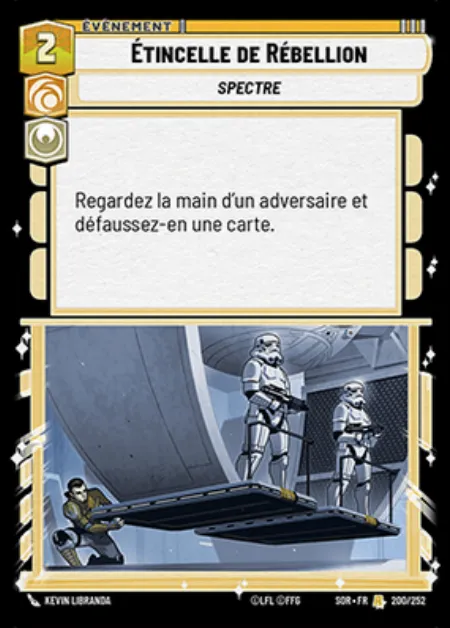 ÉVÉNEMENT
2
ÉTINCELLE DE RÉBELLION
SPECTRE
Regardez la main d'un adversaire et
défaussez-en une carte.
KEVIN LIBRANDA
©LFL ©FFG
SOR • FR
R
200/252